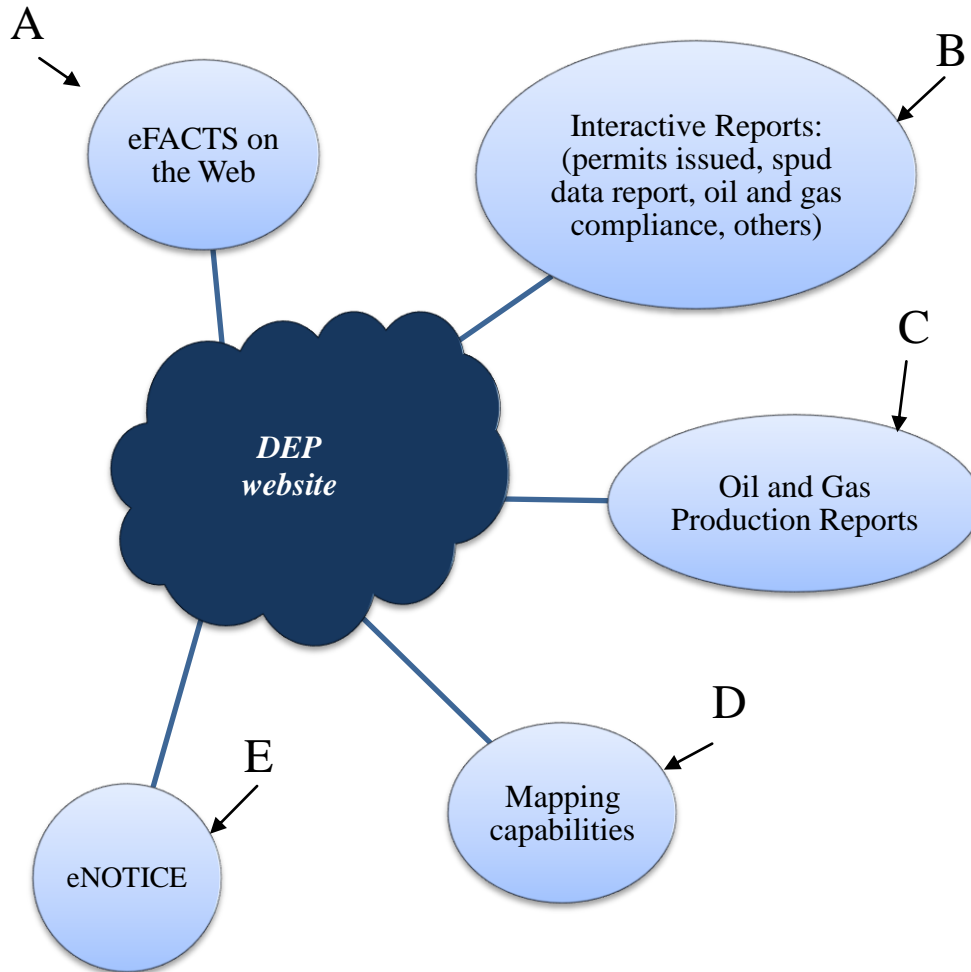 A
eFACTS on
the Web
B
Interactive Reports:
(permits issued, spud
data report, oil and gas
compliance, others)
C
DEP
website
Oil and Gas
Production Reports
D
Mapping
capabilities
E
eNOTICE